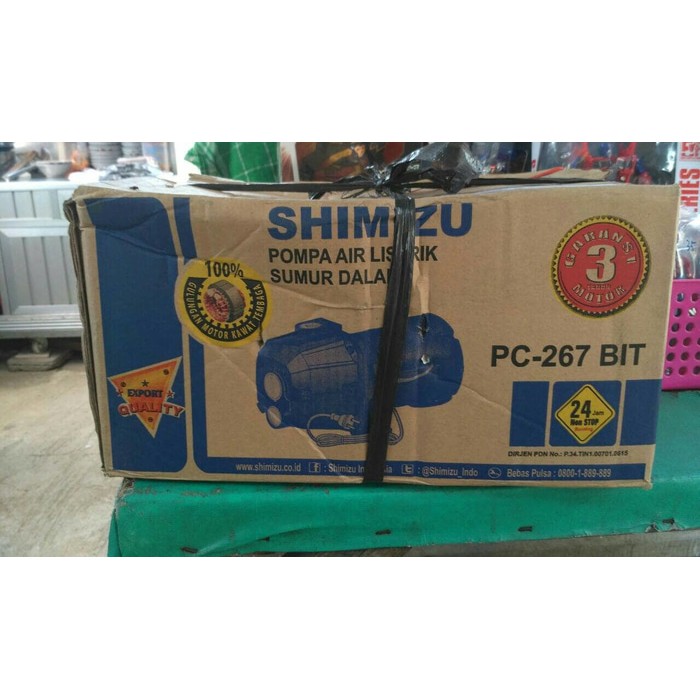 SHIMIZU
POMPA AIR LISTRIK
SUMUR DALAM
100%
GULUNGAN MOTOR KAWAT TEMBAGA
GARANSI
3
TAHUN
MOTOR
PC-267 BIT
EXPORT
QUALITY
24 Jam
Non STOP
Running
DIRJEN PDN No.: P.34.TIN1.00701.0815
www.shimizu.co.id
: Shimizu Indonesia
: @Shimizu_Indo
Bebas Pulsa : 0800-1-889-889
RIES